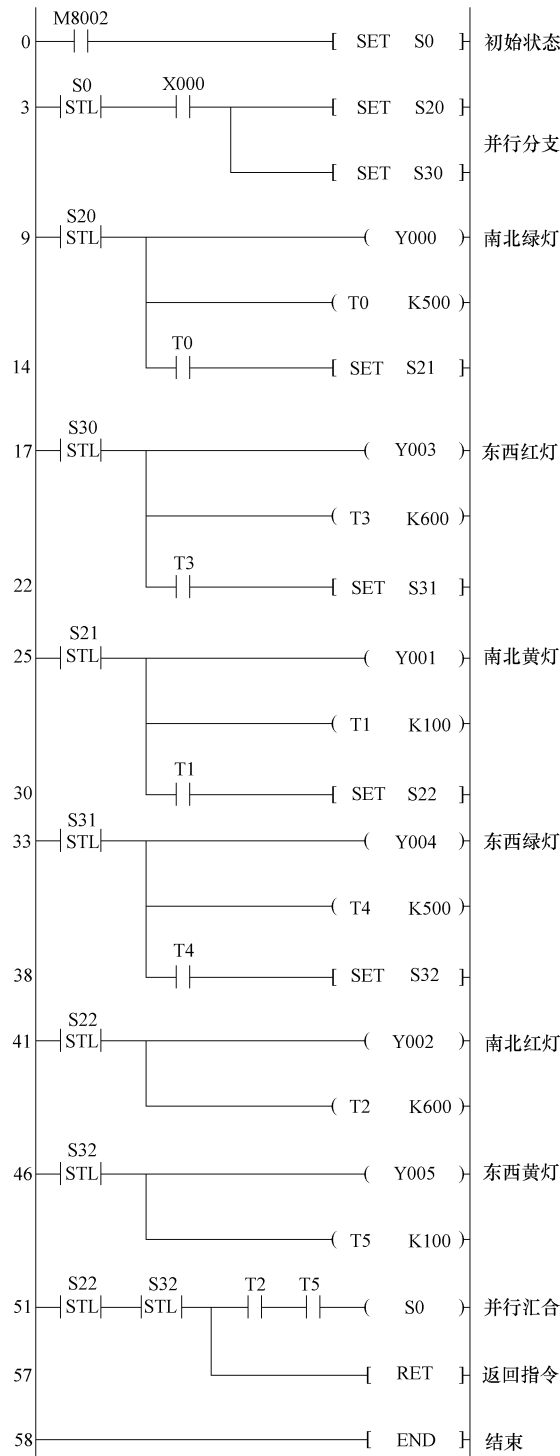 M8002
0 [ SET S0 ] 初始状态
S0 X000
3 STL [ SET S20 ]
并行分支
[ SET S30 ]
S20
9 STL ( Y000 ) 南北绿灯
( T0 K500 )
T0
14 [ SET S21 ]
S30
17 STL ( Y003 ) 东西红灯
( T3 K600 )
T3
22 [ SET S31 ]
S21
25 STL ( Y001 ) 南北黄灯
( T1 K100 )
T1
30 [ SET S22 ]
S31
33 STL ( Y004 ) 东西绿灯
( T4 K500 )
T4
38 [ SET S32 ]
S22
41 STL ( Y002 ) 南北红灯
( T2 K600 )
S32
46 STL ( Y005 ) 东西黄灯
( T5 K100 )
S22 S32 T2 T5
51 STL STL ( S0 ) 并行汇合
57 [ RET ] 返回指令
58 [ END ] 结束